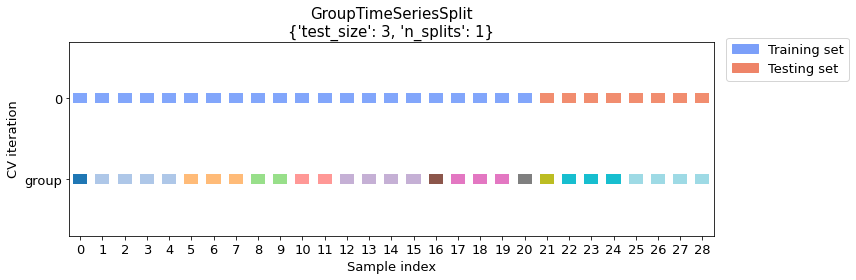 GroupTimeSeriesSplit
{'test_size': 3, 'n_splits': 1}
Training set
Testing set
CV iteration
0
group
0 1 2 3 4 5 6 7 8 9 10 11 12 13 14 15 16 17 18 19 20 21 22 23 24 25 26 27 28
Sample index